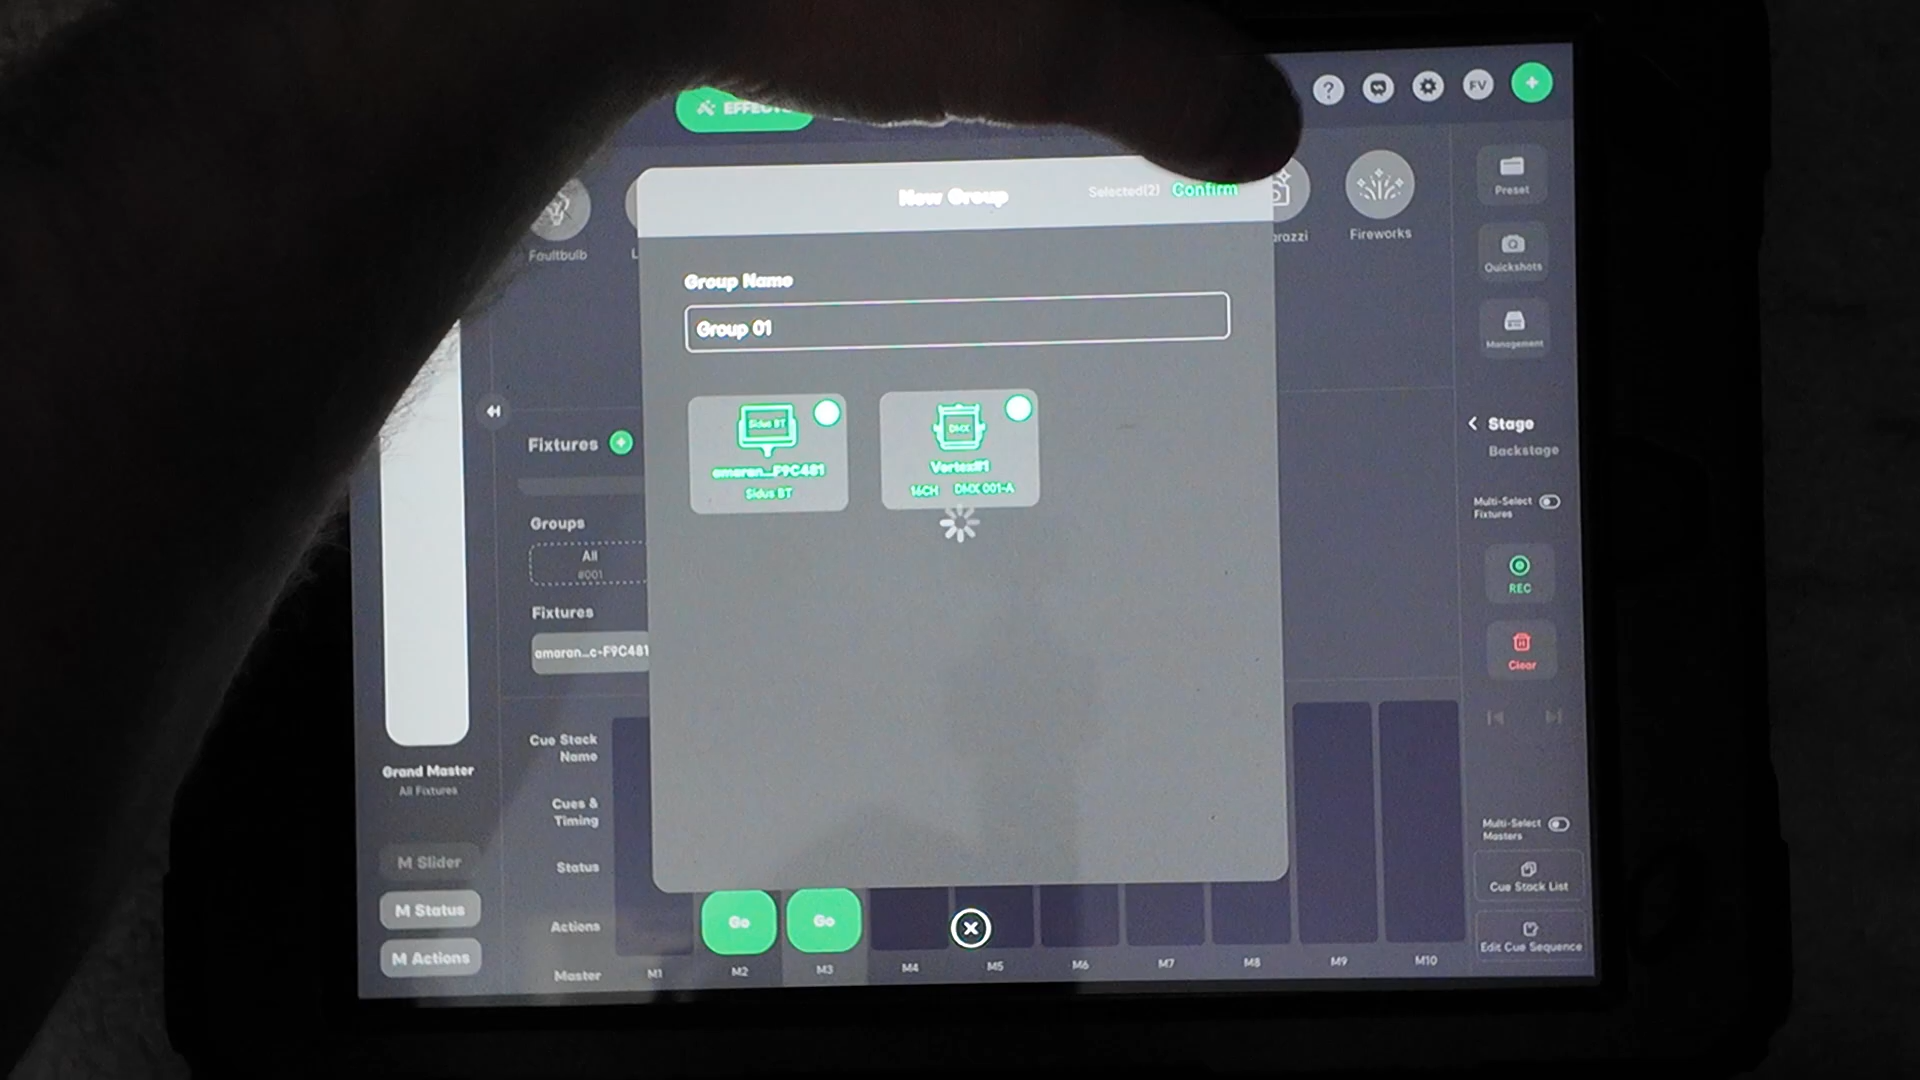 FV
New Group
Selected(2) Confirm
Faultbulb
Fireworks
Preset
Quickshots
Management
Group Name
Group 01
Sidus BT
amaran...F9C481
Sidus BT
DMX
Vortex#1
16CH DMX 001-A
Fixtures
Groups
All
#001
Fixtures
amaran...c-F9C481
Stage
Backstage
Multi-Select
Fixtures
REC
Clear
Cue Stack
Name
Cues &
Timing
Status
Actions
Master
Grand Master
All Fixtures
M Slider
M Status
M Actions
Go
Go
M1
M2
M3
M4
M5
M6
M7
M8
M9
M10
Multi-Select
Masters
Cue Stack List
Edit Cue Sequence